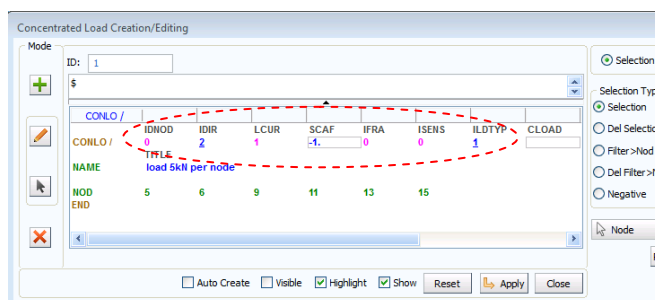 Concentrated Load Creation/Editing
Mode
ID: 1
$
CONLO /
IDNOD IDIR LCUR SCAF IFRA ISENS ILDTYP CLOAD
CONLO / 0 2 1 -1. 0 0 1
TITLE
NAME load 5kN per node
NOD 5 6 9 11 13 15
END
Auto Create Visible Highlight Show Reset Apply Close
Selection
Selection Typ
Selection
Del Selectio
Filter>Nod
Del Filter>N
Negative
Node